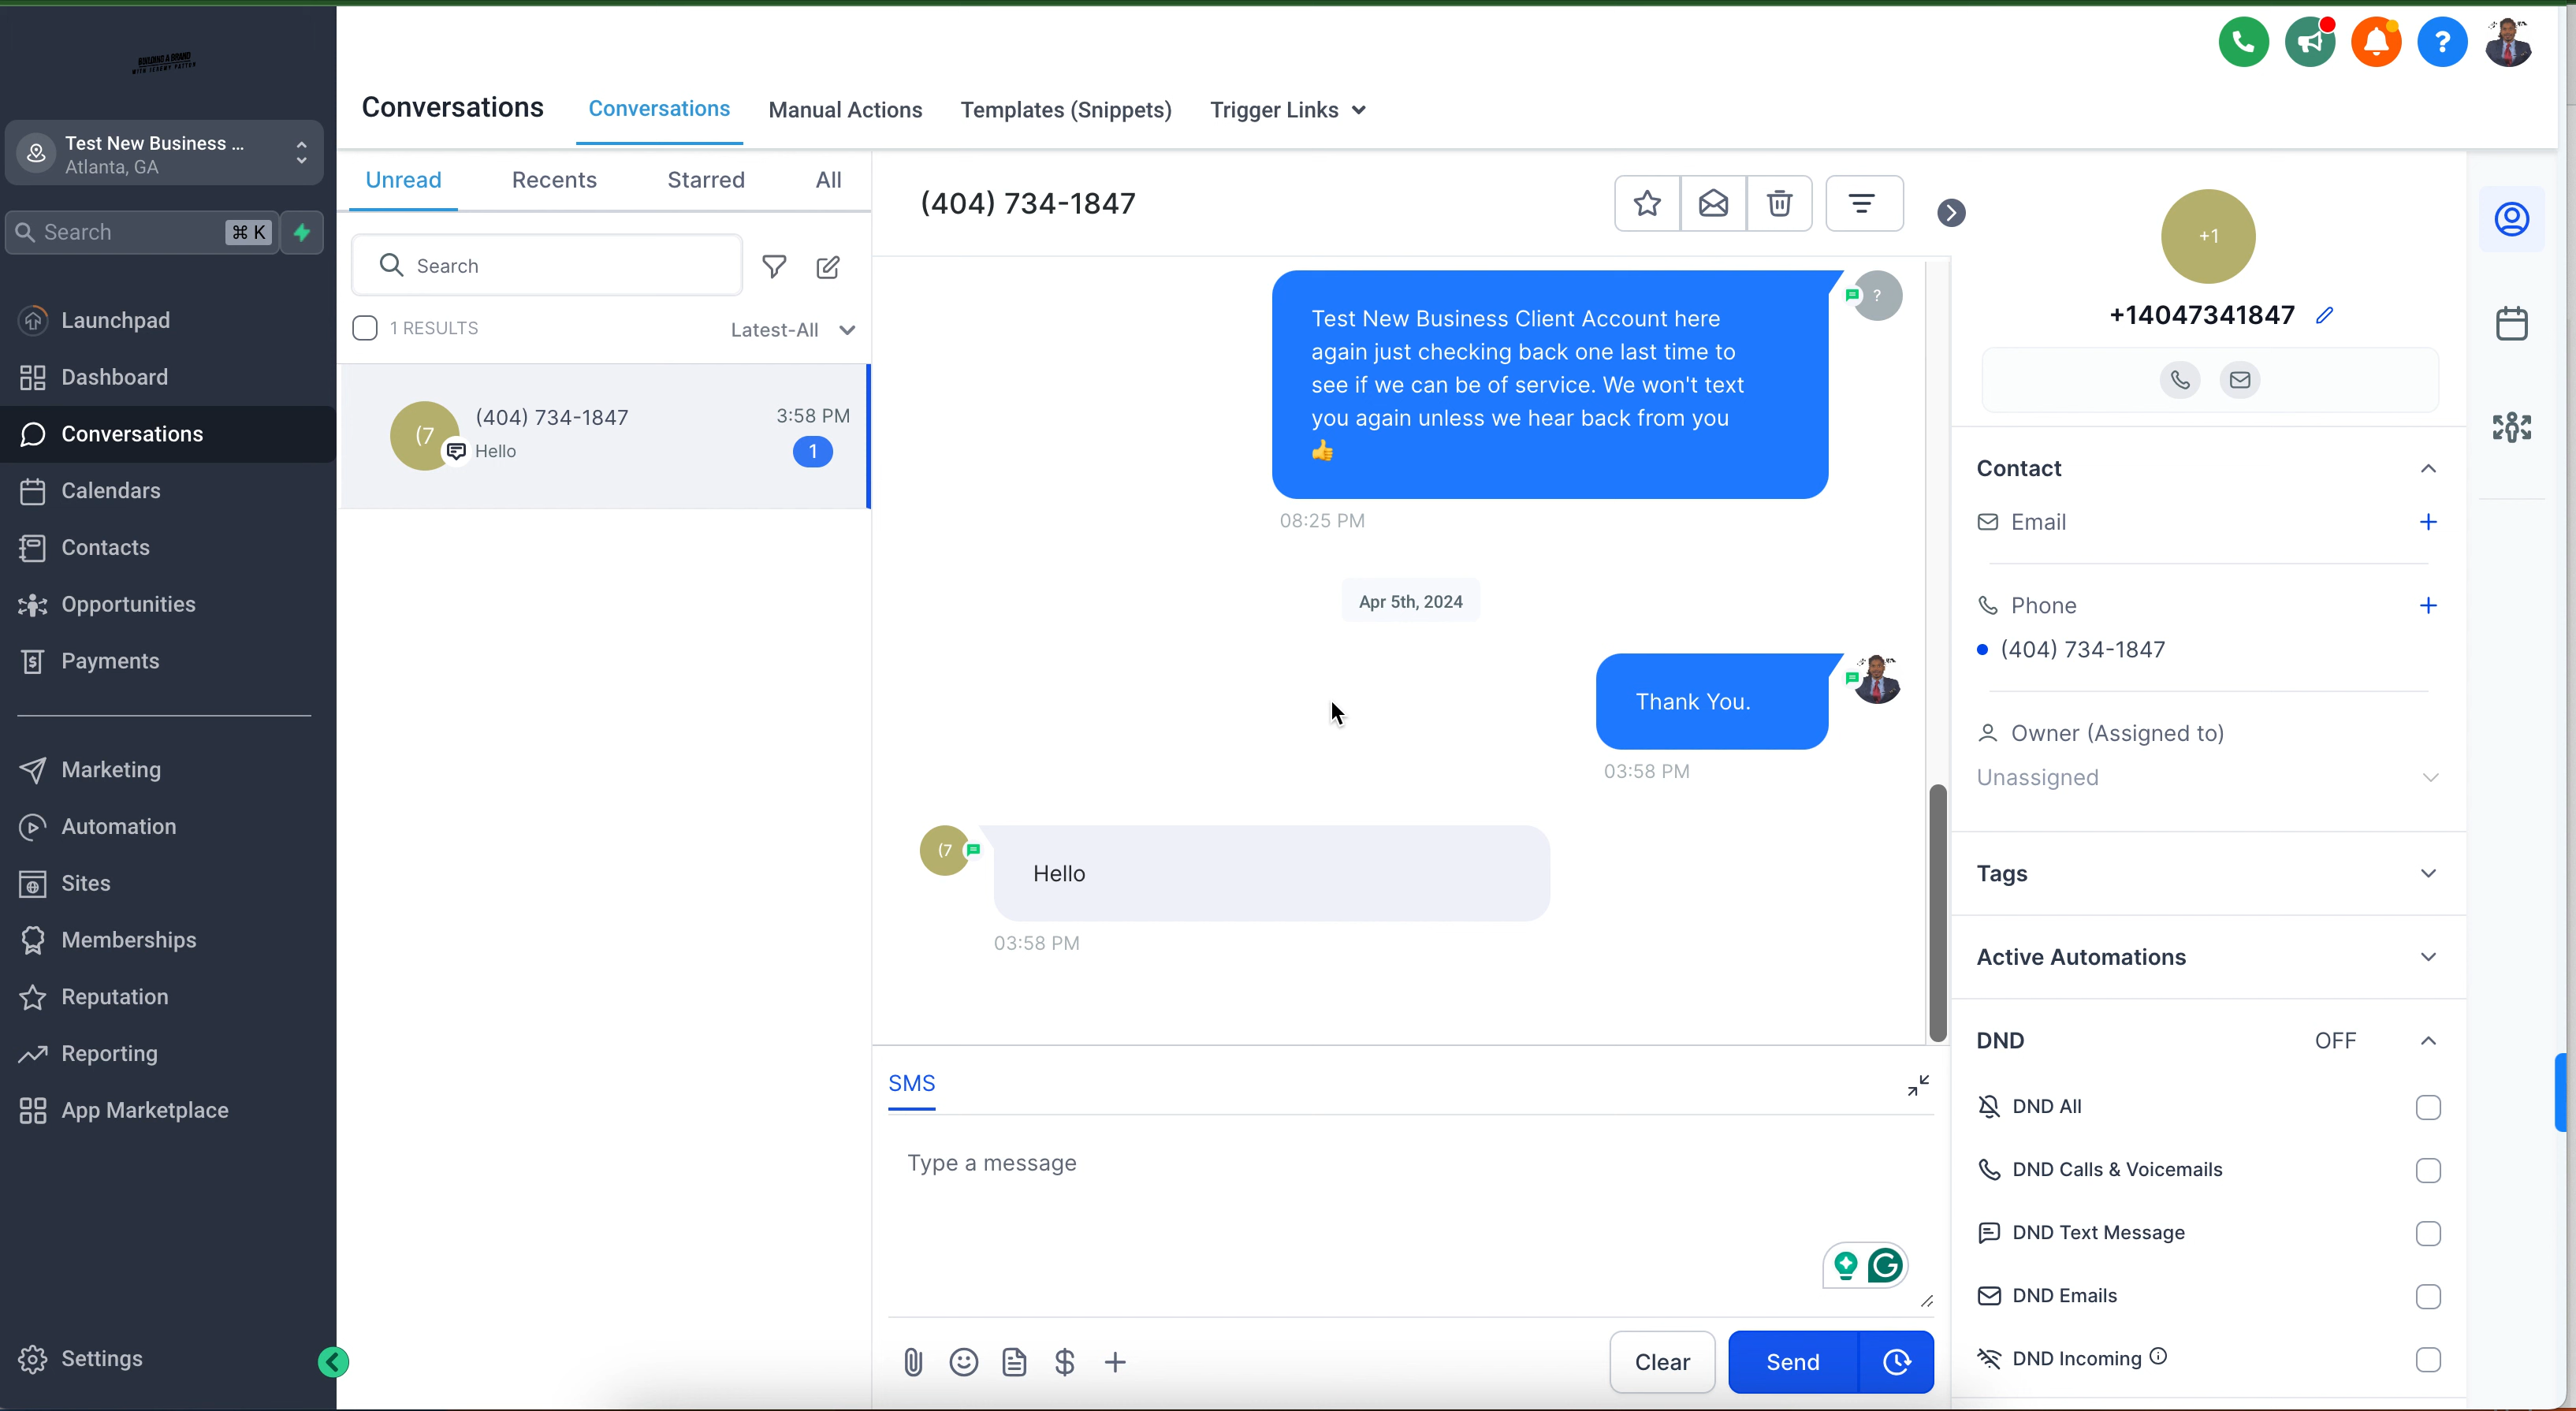 BUILDING A BRAND
WITH JEREMY PATTON
Test New Business ...
Atlanta, GA
Search
⌘ K
Launchpad
Dashboard
Conversations
Calendars
Contacts
Opportunities
Payments
Marketing
Automation
Sites
Memberships
Reputation
Reporting
App Marketplace
Settings
Conversations
Conversations
Manual Actions
Templates (Snippets)
Trigger Links
?
Unread
Recents
Starred
All
Search
1 RESULTS
Latest-All
(7
(404) 734-1847
3:58 PM
Hello
1
(404) 734-1847
Test New Business Client Account here
again just checking back one last time to
see if we can be of service. We won't text
you again unless we hear back from you
👍
?
08:25 PM
Apr 5th, 2024
Thank You.
03:58 PM
(7
Hello
03:58 PM
SMS
Type a message
G
Clear
Send
+1
+14047341847
Contact
Email
Phone
(404) 734-1847
Owner (Assigned to)
Unassigned
Tags
Active Automations
DND
OFF
DND All
DND Calls & Voicemails
DND Text Message
DND Emails
DND Incoming